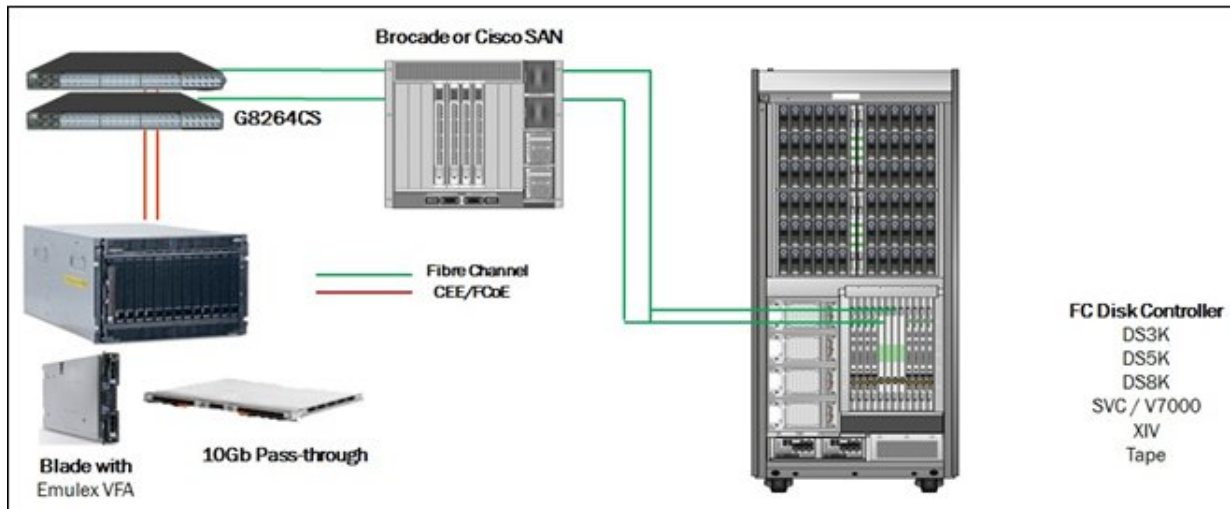 Brocade or Cisco SAN
G8264CS
Fibre Channel
CEE/FCoE
10Gb Pass-through
Blade with
Emulex VFA
FC Disk Controller
DS3K
DS5K
DS8K
SVC / V7000
XIV
Tape